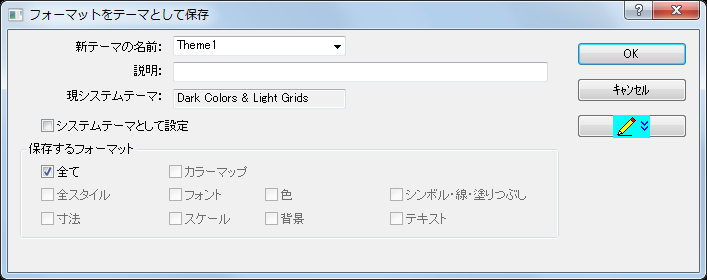 フォーマットをテーマとして保存
新テーマの名前: Theme1
OK
説明:
キャンセル
現システムテーマ: Dark Colors & Light Grids
システムテーマとして設定
保存するフォーマット
全て カラーマップ
全スタイル フォント 色 シンボル・線・塗りつぶし
寸法 スケール 背景 テキスト